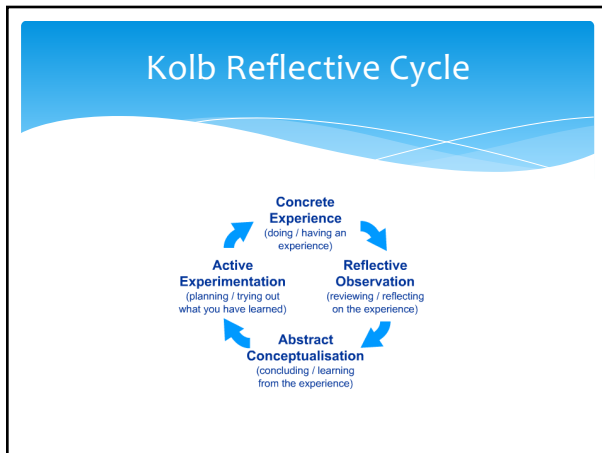 Kolb Reflective Cycle
Concrete
Experience
(doing / having an
experience)
Reflective
Observation
(reviewing / reflecting
on the experience)
Abstract
Conceptualisation
(concluding / learning
from the experience)
Active
Experimentation
(planning / trying out
what you have learned)